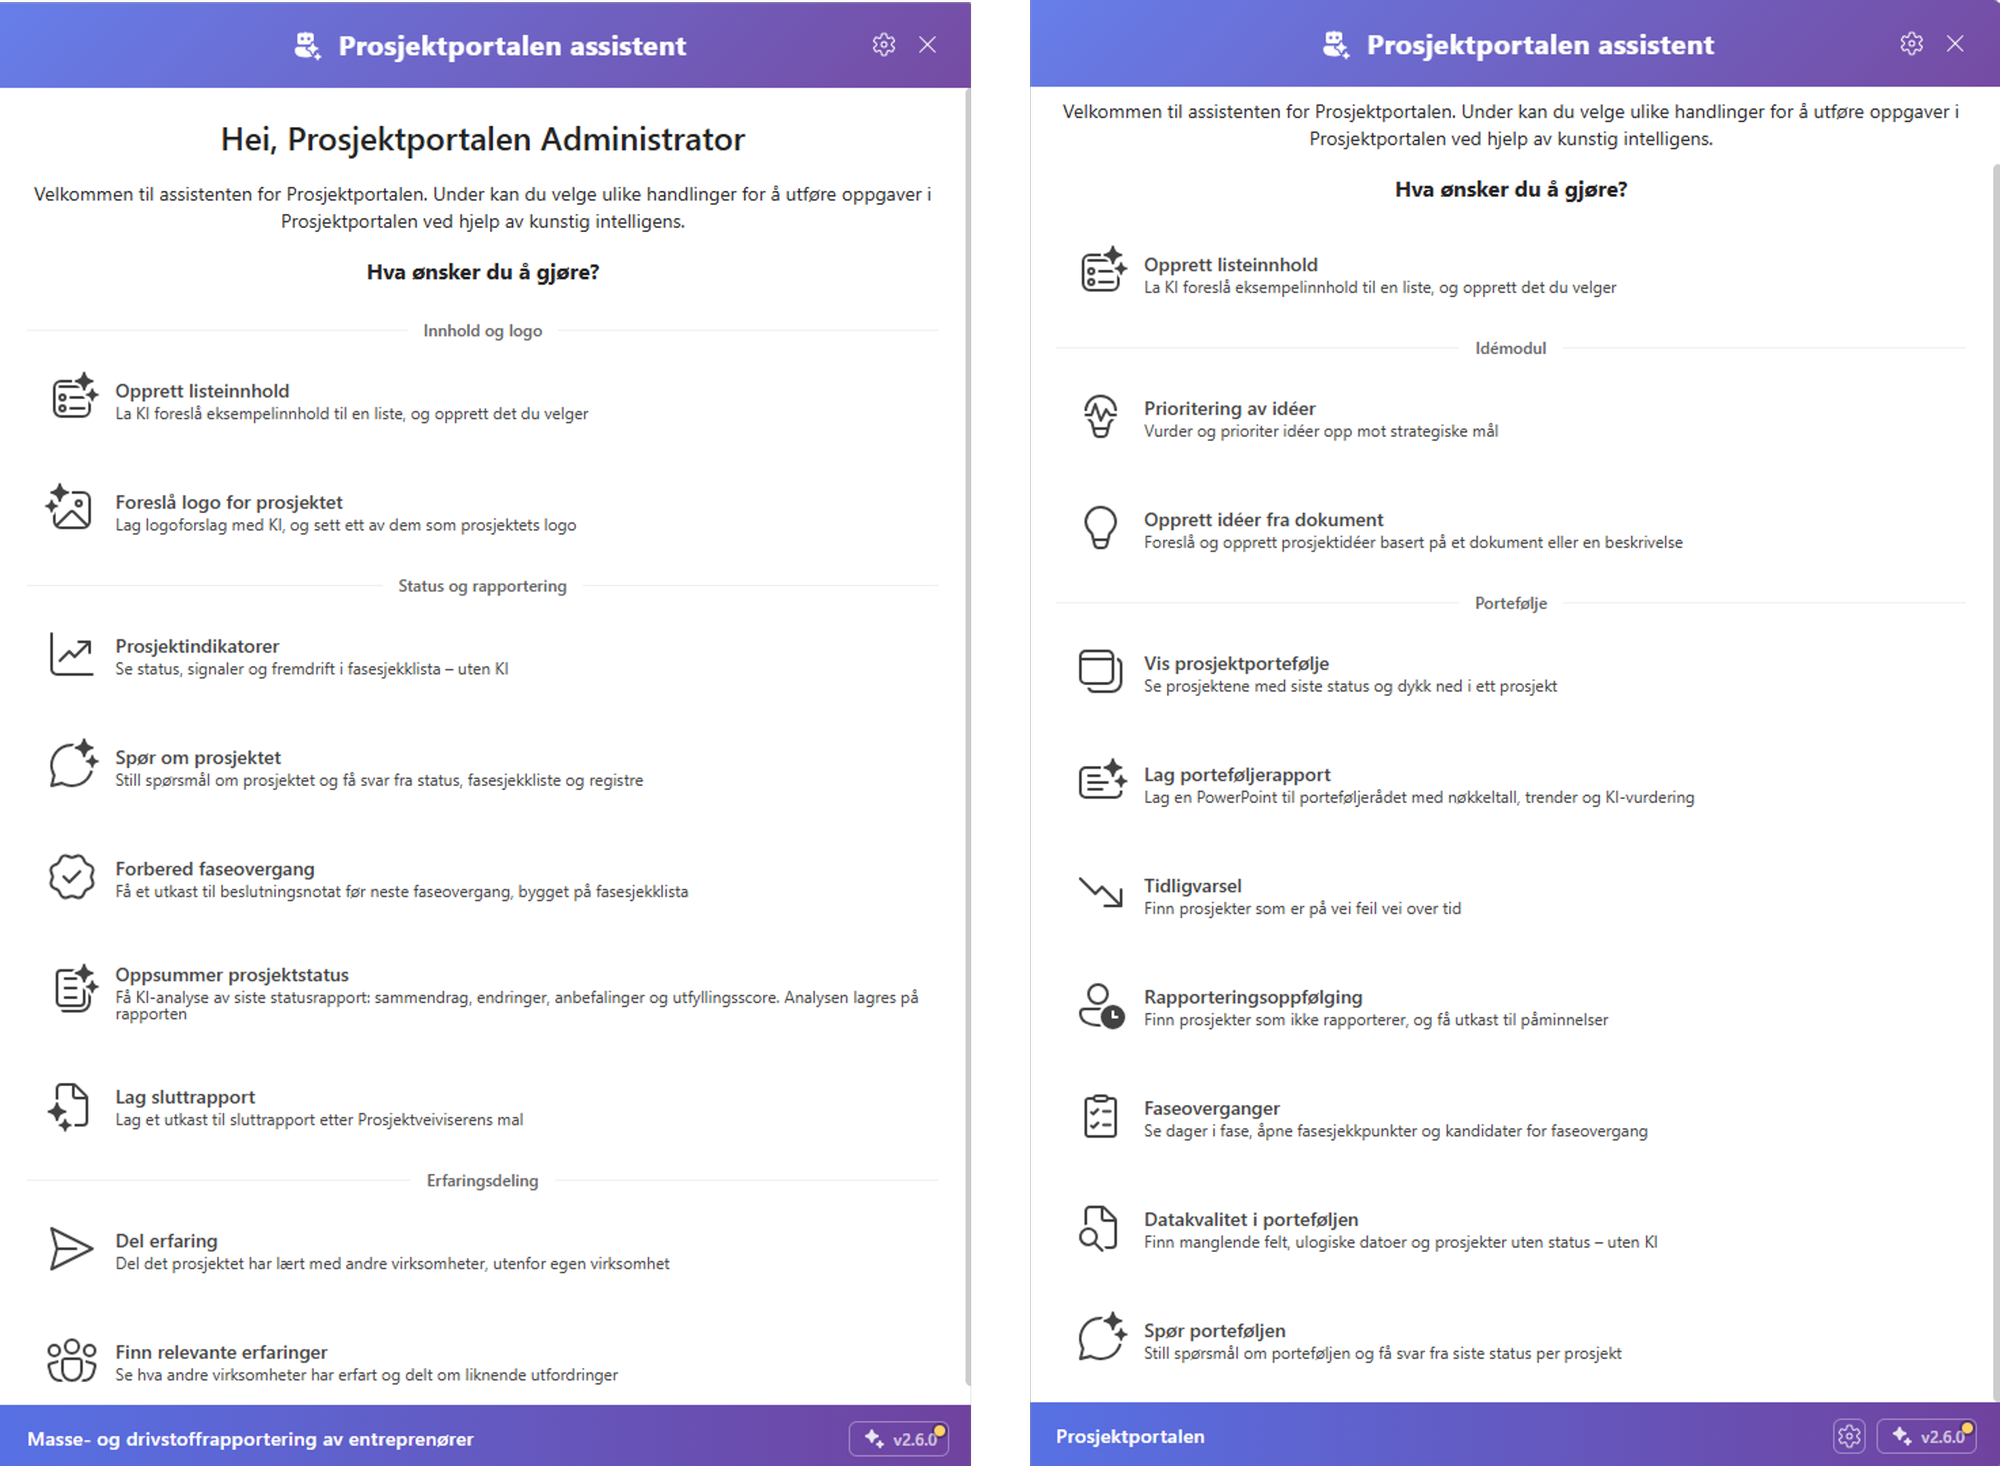 Prosjektportalen assistent
Hei, Prosjektportalen Administrator
Velkommen til assistenten for Prosjektportalen. Under kan du velge ulike handlinger for å utføre oppgaver i
Prosjektportalen ved hjelp av kunstig intelligens.
Hva ønsker du å gjøre?
Innhold og logo
Opprett listeinnhold
La KI foreslå eksempelinnhold til en liste, og opprett det du velger
Foreslå logo for prosjektet
Lag logoforslag med KI, og sett ett av dem som prosjektets logo
Status og rapportering
Prosjektindikatorer
Se status, signaler og fremdrift i fasesjekklista – uten KI
Spør om prosjektet
Still spørsmål om prosjektet og få svar fra status, fasesjekkliste og registre
Forbered faseovergang
Få et utkast til beslutningsnotat før neste faseovergang, bygget på fasesjekklista
Oppsummer prosjektstatus
Få KI-analyse av siste statusrapport: sammendrag, endringer, anbefalinger og utfyllingsscore. Analysen lagres på
rapporten
Lag sluttrapport
Lag et utkast til sluttrapport etter Prosjektveiviserens mal
Erfaringsdeling
Del erfaring
Del det prosjektet har lært med andre virksomheter, utenfor egen virksomhet
Finn relevante erfaringer
Se hva andre virksomheter har erfart og delt om liknende utfordringer
Masse- og drivstoffrapportering av entreprenører
v2.6.0
Prosjektportalen assistent
Velkommen til assistenten for Prosjektportalen. Under kan du velge ulike handlinger for å utføre oppgaver i
Prosjektportalen ved hjelp av kunstig intelligens.
Hva ønsker du å gjøre?
Opprett listeinnhold
La KI foreslå eksempelinnhold til en liste, og opprett det du velger
Idémodul
Prioritering av idéer
Vurder og prioriter idéer opp mot strategiske mål
Opprett idéer fra dokument
Foreslå og opprett prosjektidéer basert på et dokument eller en beskrivelse
Portefølje
Vis prosjektportefølje
Se prosjektene med siste status og dykk ned i ett prosjekt
Lag porteføljerapport
Lag en PowerPoint til porteføljerådet med nøkkeltall, trender og KI-vurdering
Tidligvarsel
Finn prosjekter som er på vei feil vei over tid
Rapporteringsoppfølging
Finn prosjekter som ikke rapporterer, og få utkast til påminnelser
Faseoverganger
Se dager i fase, åpne fasesjekkpunkter og kandidater for faseovergang
Datakvalitet i porteføljen
Finn manglende felt, ulogiske datoer og prosjekter uten status – uten KI
Spør porteføljen
Still spørsmål om porteføljen og få svar fra siste status per prosjekt
Prosjektportalen
v2.6.0